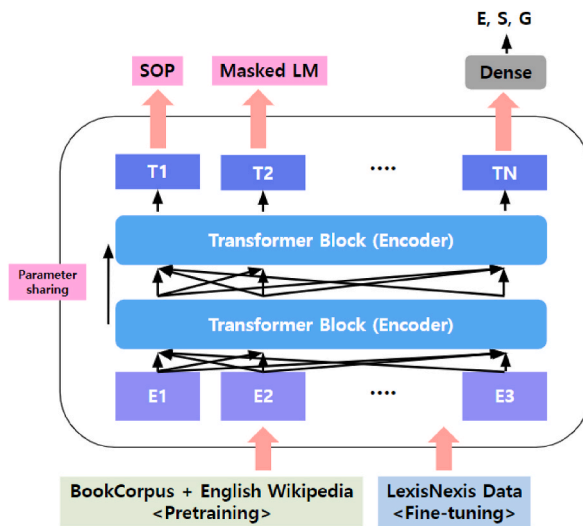 E, S, G
SOP
Masked LM
Dense
T1
T2
....
TN
Transformer Block (Encoder)
Parameter
sharing
Transformer Block (Encoder)
E1
E2
....
E3
BookCorpus + English Wikipedia
<Pretraining>
LexisNexis Data
<Fine-tuning>